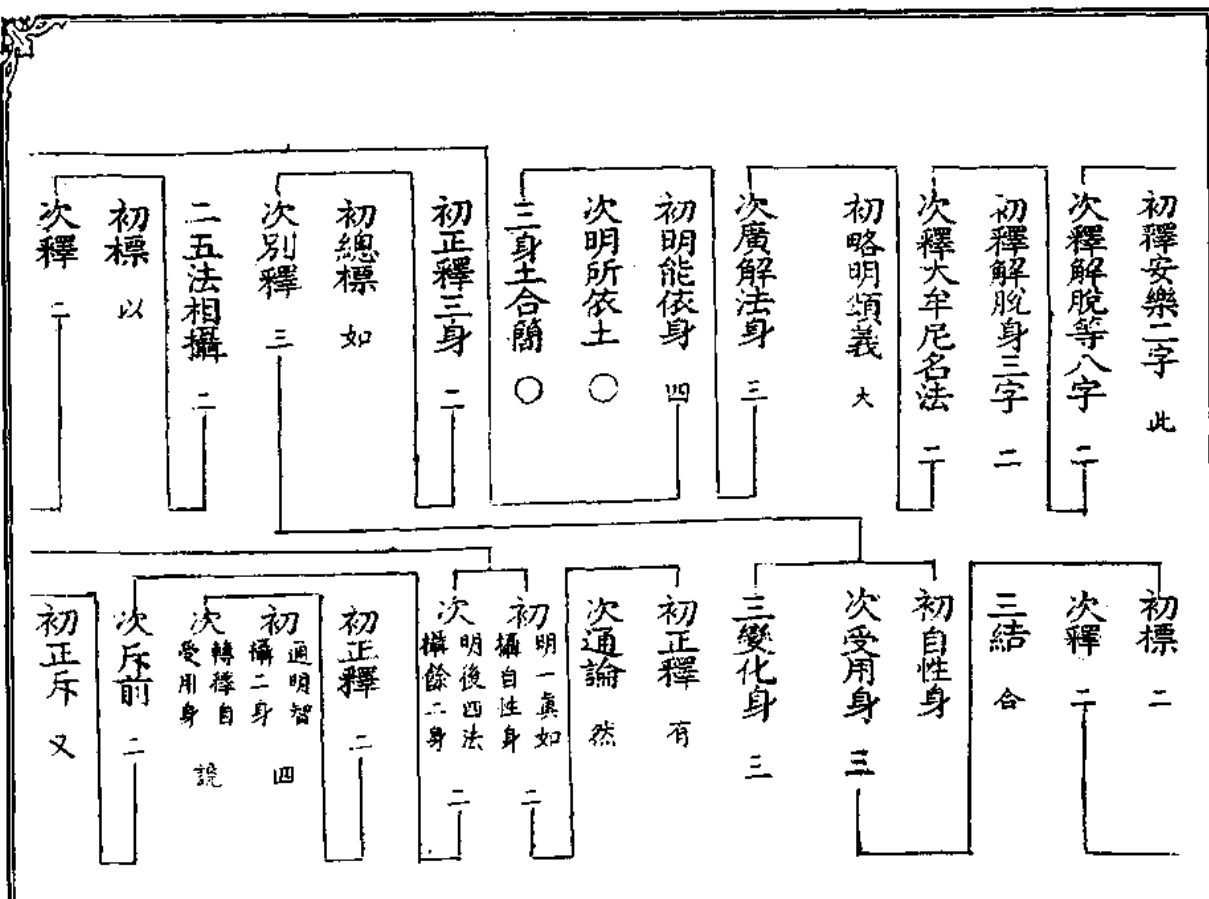 初釋安樂二字 此
次釋解脫等八字 二
初釋解脫身三字 二
次釋大牟尼名法 二
初略明頌義 大
次廣解法身 三
初明能依身 四
次明所依土 ○
三身土合簡 ○
初正釋三身 二
初總標 如
次別釋 三
二五法相攝 二
初標 以
次釋 二
初標 二
次釋 二
三結 合
初自性身
次受用身 三
三變化身 三
初正釋 有
次通論 然
初明一真如攝自性身 二
次明後四法攝餘二身 二
初正釋 二
初通明智攝二身 四
次轉釋自受用身 說
次斥前 二
初正斥 又